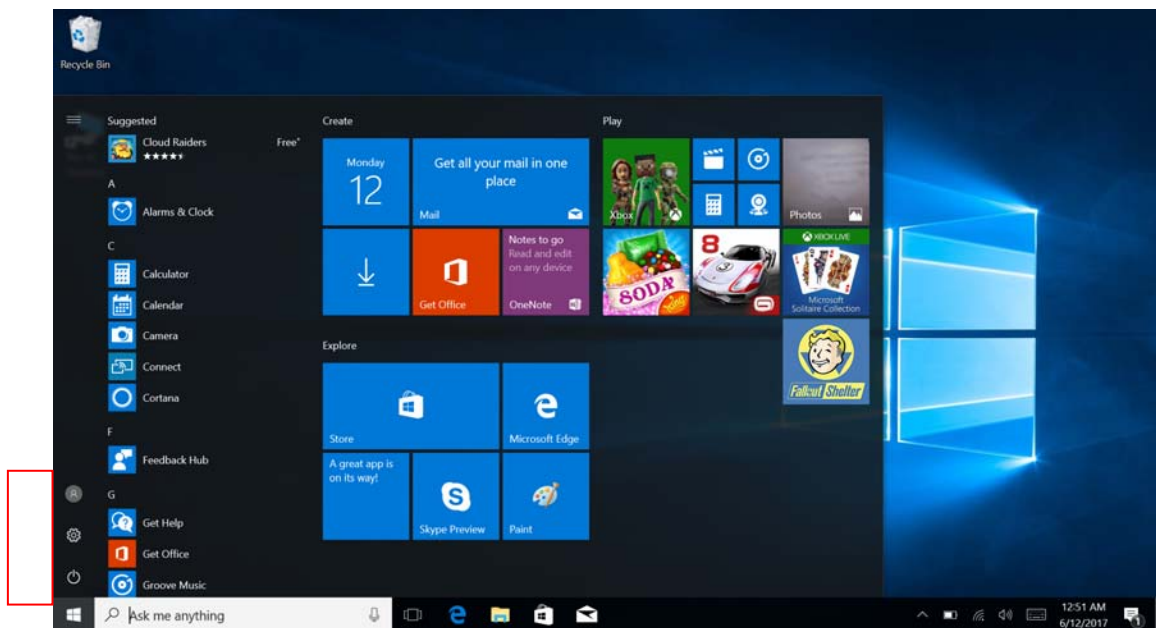 Recycle Bin
Suggested
Cloud Raiders
Free*
A
Alarms & Clock
C
Calculator
Calendar
Camera
Connect
Cortana
F
Feedback Hub
G
Get Help
Get Office
Groove Music
Create
Monday
12
Get all your mail in one
place
Mail
Get Office
Notes to go
Read and edit
on any device
OneNote
Explore
Store
Microsoft Edge
A great app is
on its way!
Skype Preview
Paint
Play
Xbox
Photos
SODA
8
XBOX LIVE
Microsoft
Solitaire Collection
Fallout Shelter
Ask me anything
12:51 AM
6/12/2017
1